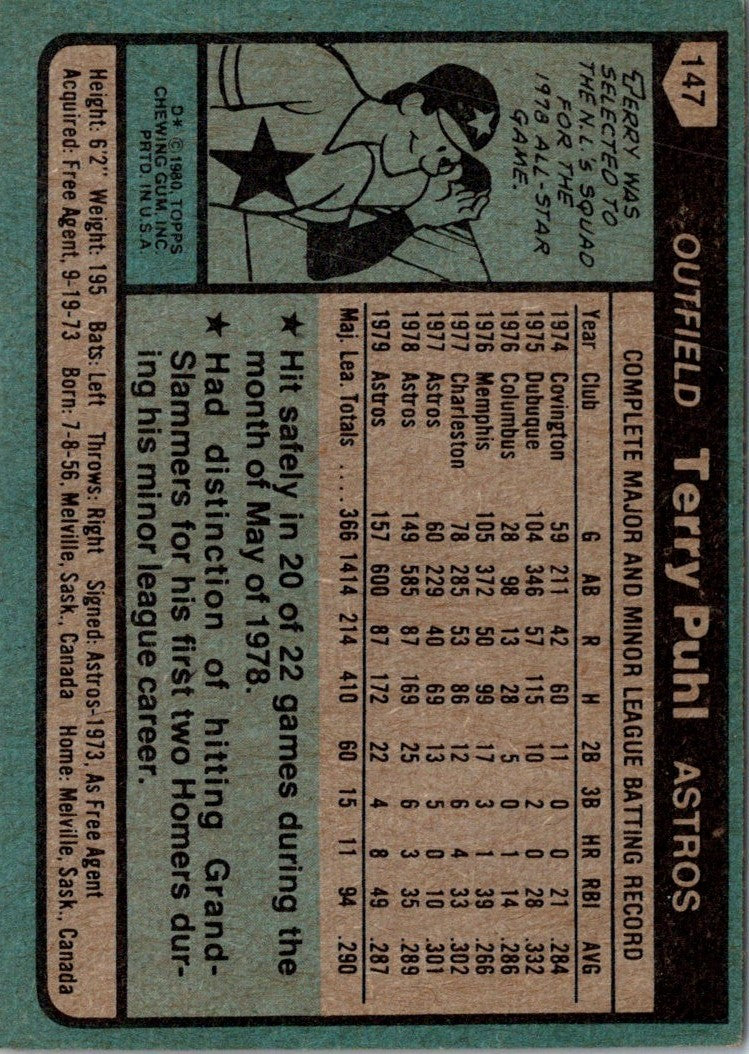 147
OUTFIELD Terry Puhl ASTROS
TERRY WAS
SELECTED TO
THE N.L.'S SQUAD
FOR THE
1978 ALL-STAR
GAME.
D* © 1980, TOPPS
CHEWING GUM, INC.
PRTD. IN U.S.A.
COMPLETE MAJOR AND MINOR LEAGUE BATTING RECORD
Year Club G AB R H 2B 3B HR RBI AVG
1974 Covington 59 211 42 60 11 0 0 21 .284
1975 Dubuque 104 346 57 115 10 2 0 28 .332
1976 Columbus 28 98 13 28 5 0 1 14 .286
1976 Memphis 105 372 50 99 17 3 1 39 .266
1977 Charleston 78 285 53 86 12 6 4 33 .302
1977 Astros 60 229 40 69 13 5 0 10 .301
1978 Astros 149 585 87 169 25 6 3 35 .289
1979 Astros 157 600 87 172 22 4 8 49 .287
Maj. Lea. Totals ..... 366 1414 214 410 60 15 11 94 .290
★ Hit safely in 20 of 22 games during the
month of May of 1978.
★ Had distinction of hitting Grand-
Slammers for his first two Homers dur-
ing his minor league career.
Height: 6'2" Weight: 195 Bats: Left Throws: Right Signed: Astros-1973. As Free Agent
Acquired: Free Agent, 9-19-73 Born: 7-8-56, Melville, Sask., Canada Home: Melville, Sask., Canada